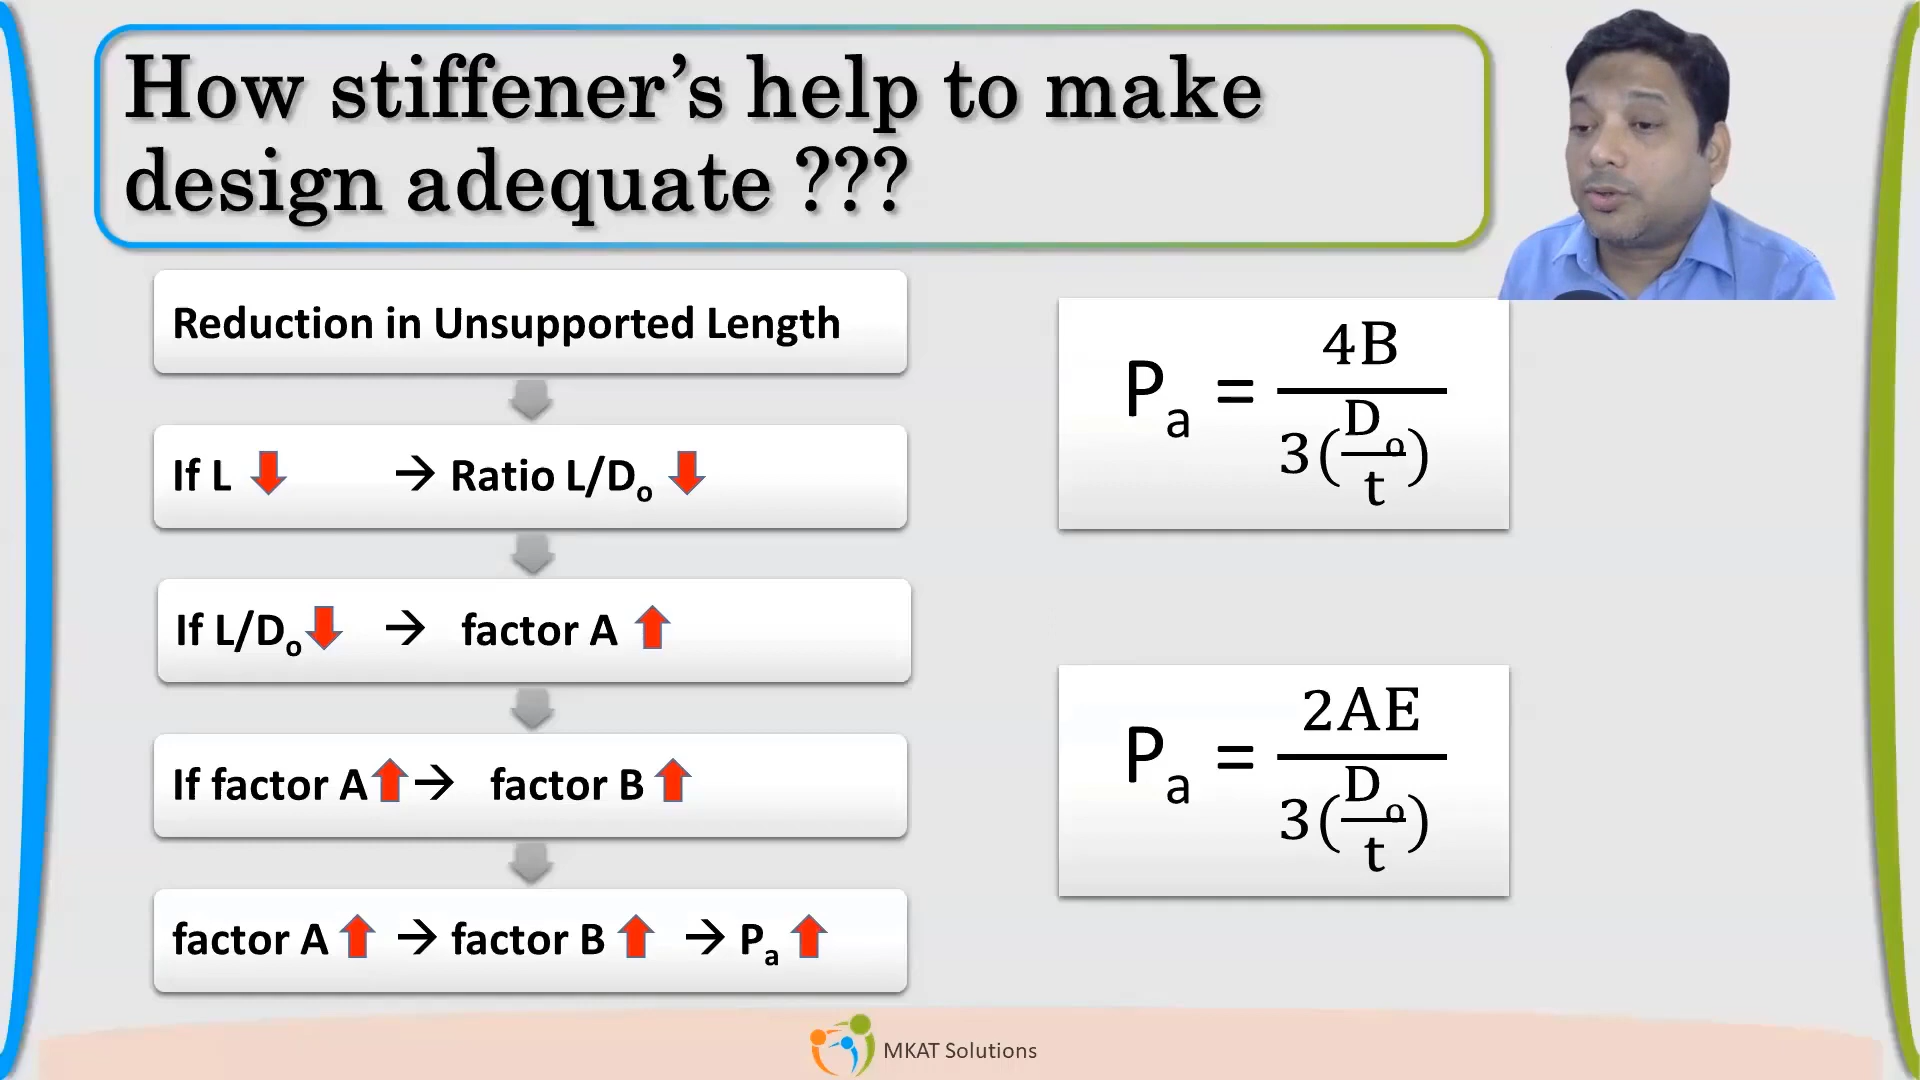 How stiffener’s help to make
design adequate ???
Reduction in Unsupported Length
If L ⬇ → Ratio L/Dₒ ⬇
If L/Dₒ ⬇ → factor A ⬆
If factor A ⬆ → factor B ⬆
factor A ⬆ → factor B ⬆ → Pₐ ⬆
Pₐ = 4B / 3(Dₒ/t)
Pₐ = 2AE / 3(Dₒ/t)
MKAT Solutions